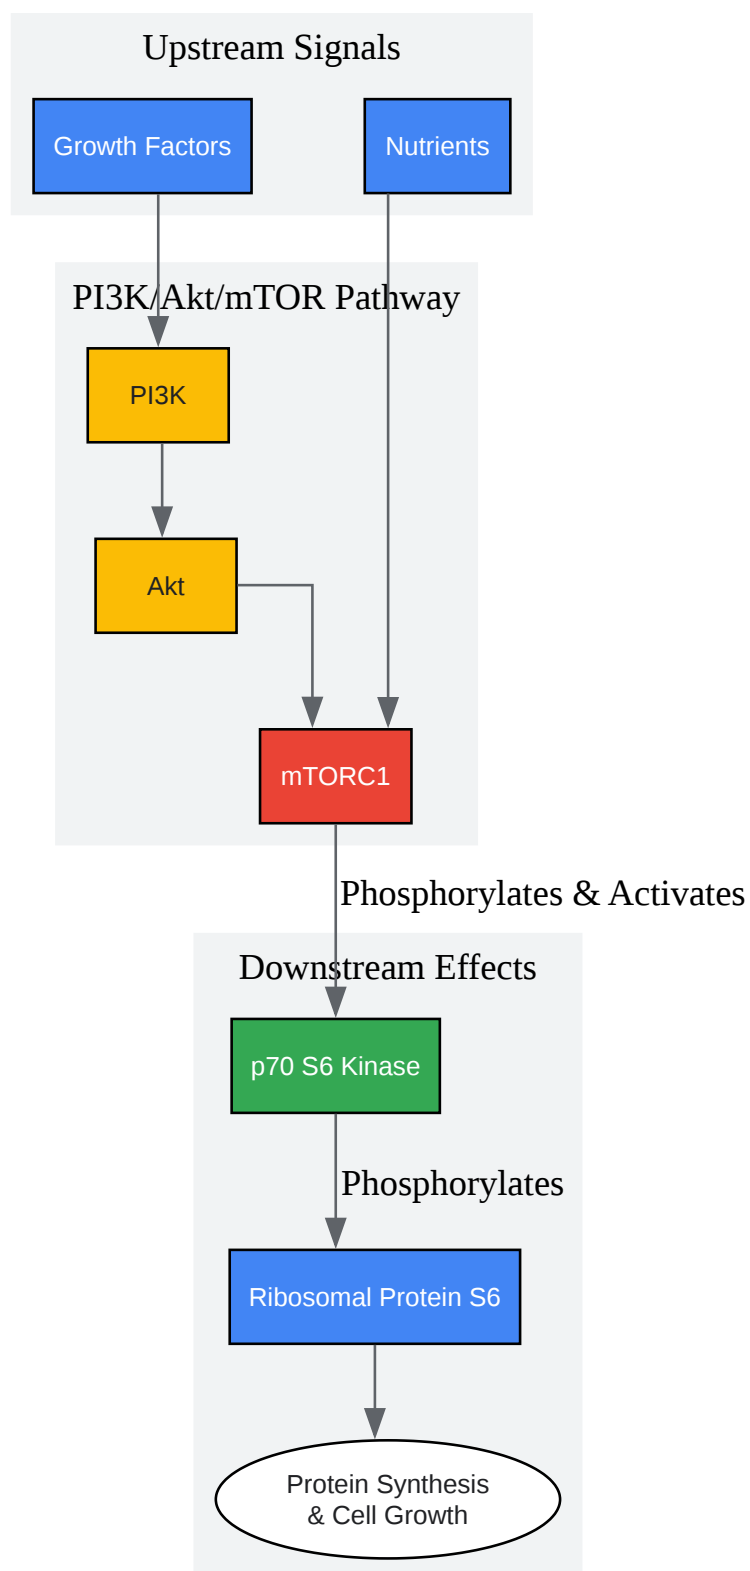 Upstream Signals
Growth Factors
Nutrients
PI3K/Akt/mTOR Pathway
PI3K
Akt
mTORC1
Phosphorylates & Activates
Downstream Effects
p70 S6 Kinase
Phosphorylates
Ribosomal Protein S6
Protein Synthesis
& Cell Growth